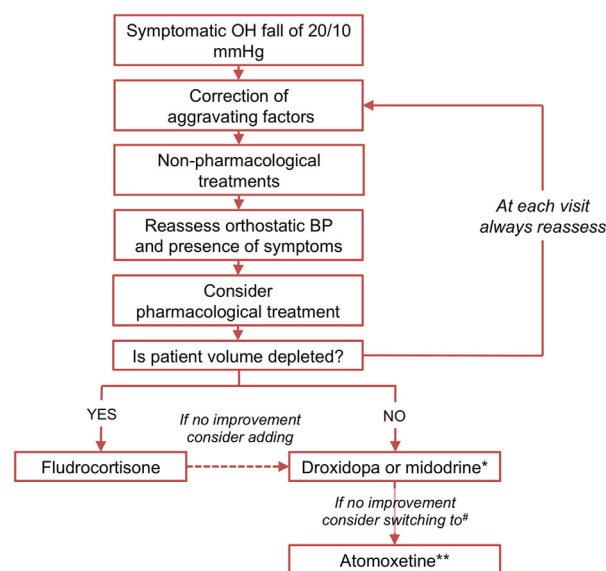 Symptomatic OH fall of 20/10
mmHg
Correction of
aggravating factors
Non-pharmacological
treatments
At each visit
always reassess
Reassess orthostatic BP
and presence of symptoms
Consider
pharmacological treatment
Is patient volume depleted?
YES
If no improvement
consider adding
NO
Fludrocortisone
Droxidopa or midodrine*
If no improvement
consider switching to#
Atomoxetine**